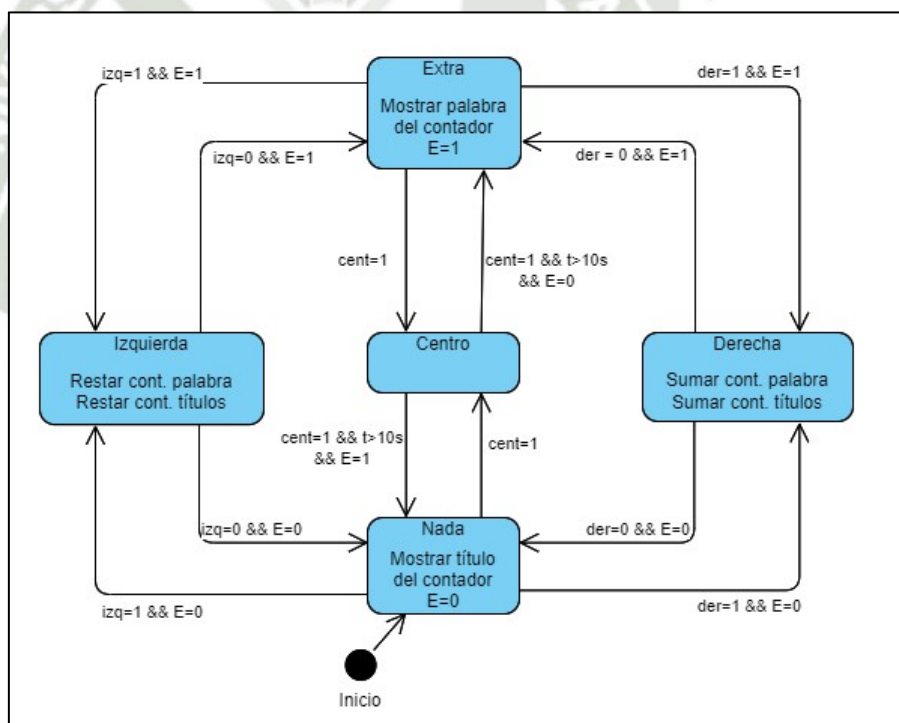 Extra
izq=1 && E=1
der=1 && E=1
Mostrar palabra
del contador
E=1
izq=0 && E=1
der = 0 && E=1
cent=1
cent=1 && t>10s
&& E=0
Izquierda
Restar cont. palabra
Restar cont. títulos
Centro
Derecha
Sumar cont. palabra
Sumar cont. títulos
cent=1 && t>10s
&& E=1
cent=1
izq=0 && E=0
Nada
Mostrar título
del contador
E=0
der=0 && E=0
izq=1 && E=0
der=1 && E=0
Inicio